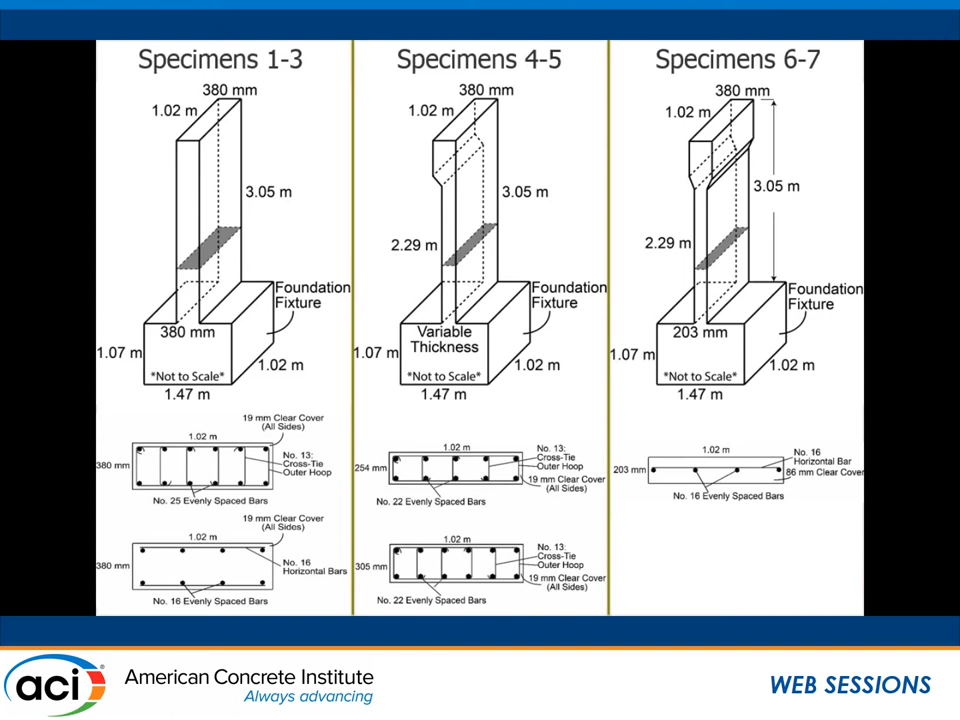 Specimens 1-3
380 mm
1.02 m
3.05 m
Foundation
Fixture
380 mm
1.07 m
1.02 m
*Not to Scale*
1.47 m
19 mm Clear Cover
(All Sides)
1.02 m
380 mm
No. 13:
Cross-Tie
Outer Hoop
No. 25 Evenly Spaced Bars
19 mm Clear Cover
(All Sides)
1.02 m
380 mm
No. 16
Horizontal Bars
No. 16 Evenly Spaced Bars
Specimens 4-5
380 mm
1.02 m
3.05 m
2.29 m
Foundation
Fixture
Variable
Thickness
1.07 m
1.02 m
*Not to Scale*
1.47 m
1.02 m
254 mm
No. 13:
Cross-Tie
Outer Hoop
19 mm Clear Cover
(All Sides)
No. 22 Evenly Spaced Bars
1.02 m
305 mm
No. 13:
Cross-Tie
Outer Hoop
19 mm Clear Cover
(All Sides)
No. 22 Evenly Spaced Bars
Specimens 6-7
380 mm
1.02 m
3.05 m
2.29 m
Foundation
Fixture
203 mm
1.07 m
1.02 m
*Not to Scale*
1.47 m
1.02 m
203 mm
No. 16
Horizontal Bar
86 mm Clear Cover
No. 16 Evenly Spaced Bars
aci
American Concrete Institute
Always advancing
WEB SESSIONS